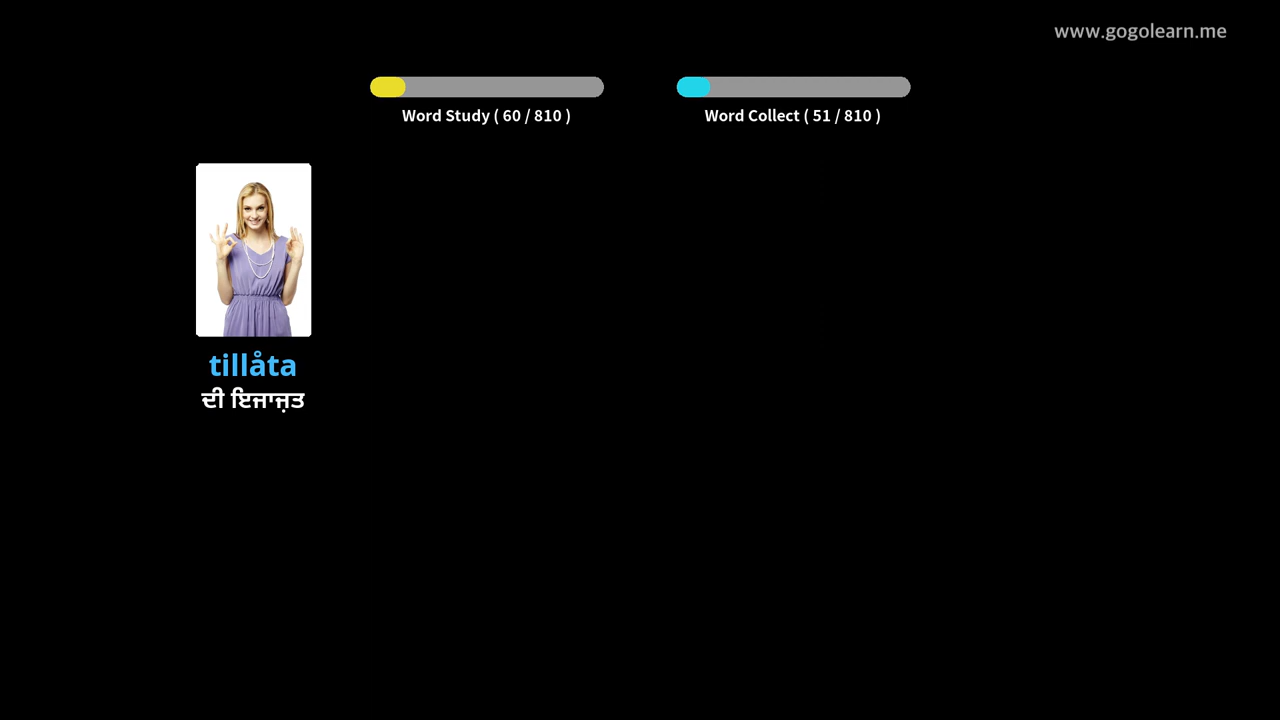 www.gogolearn.me
Word Study ( 60 / 810 )
Word Collect ( 51 / 810 )
tillåta
ਦੀ ਇਜਾਜ਼ਤ